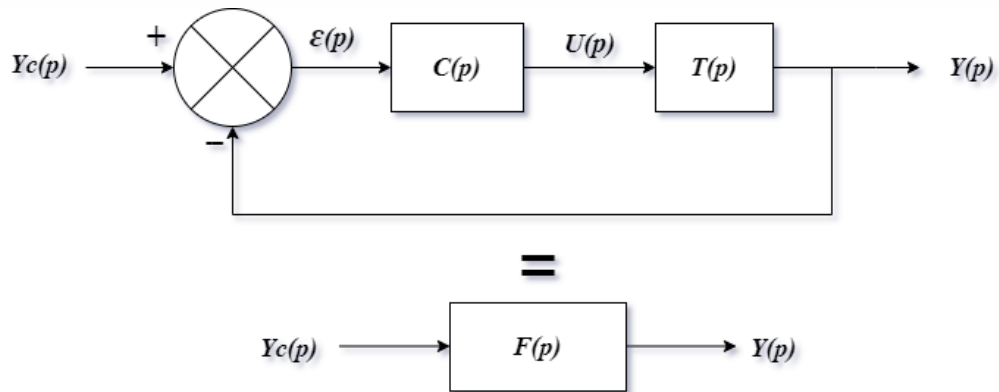 + ε(p) U(p)
Yc(p) C(p) T(p) Y(p)
−
=
Yc(p) F(p) Y(p)